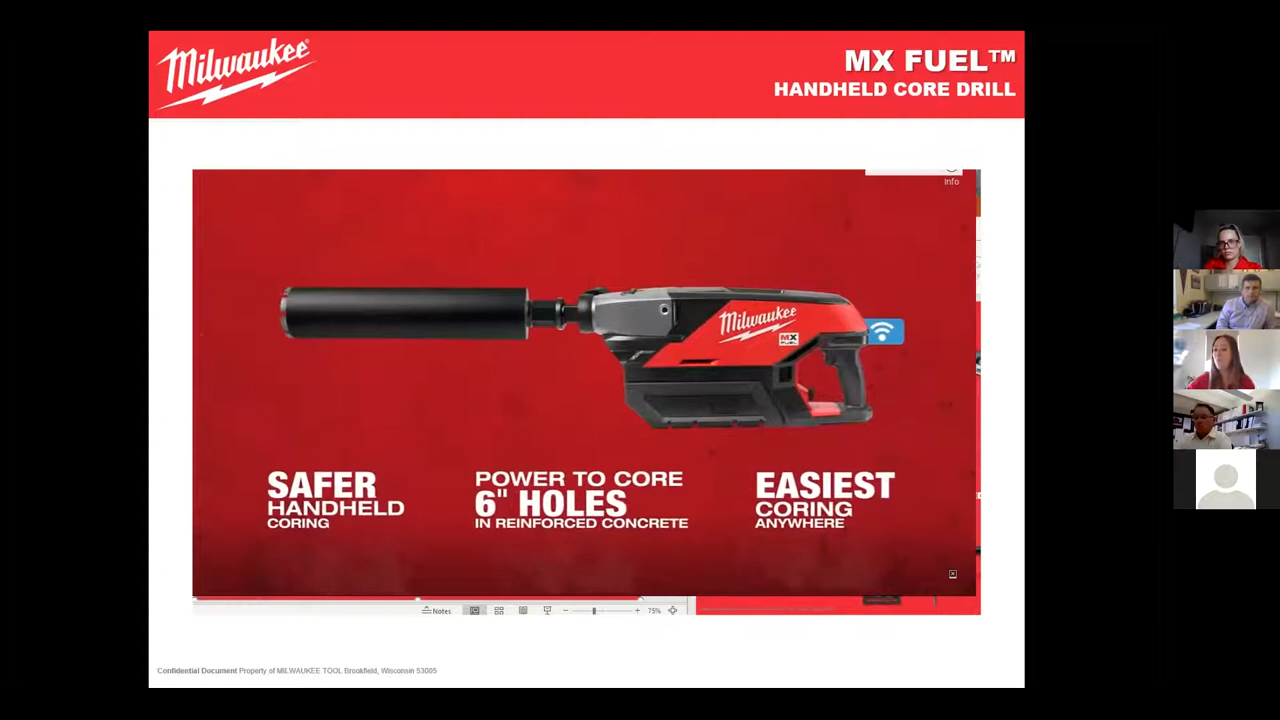 Milwaukee
MX FUEL™
HANDHELD CORE DRILL
Info
Milwaukee
MX
FUEL
SAFER
HANDHELD
CORING
POWER TO CORE
6" HOLES
IN REINFORCED CONCRETE
EASIEST
CORING
ANYWHERE
Notes
75%
Confidential Document Property of MILWAUKEE TOOL Brookfield, Wisconsin 53005